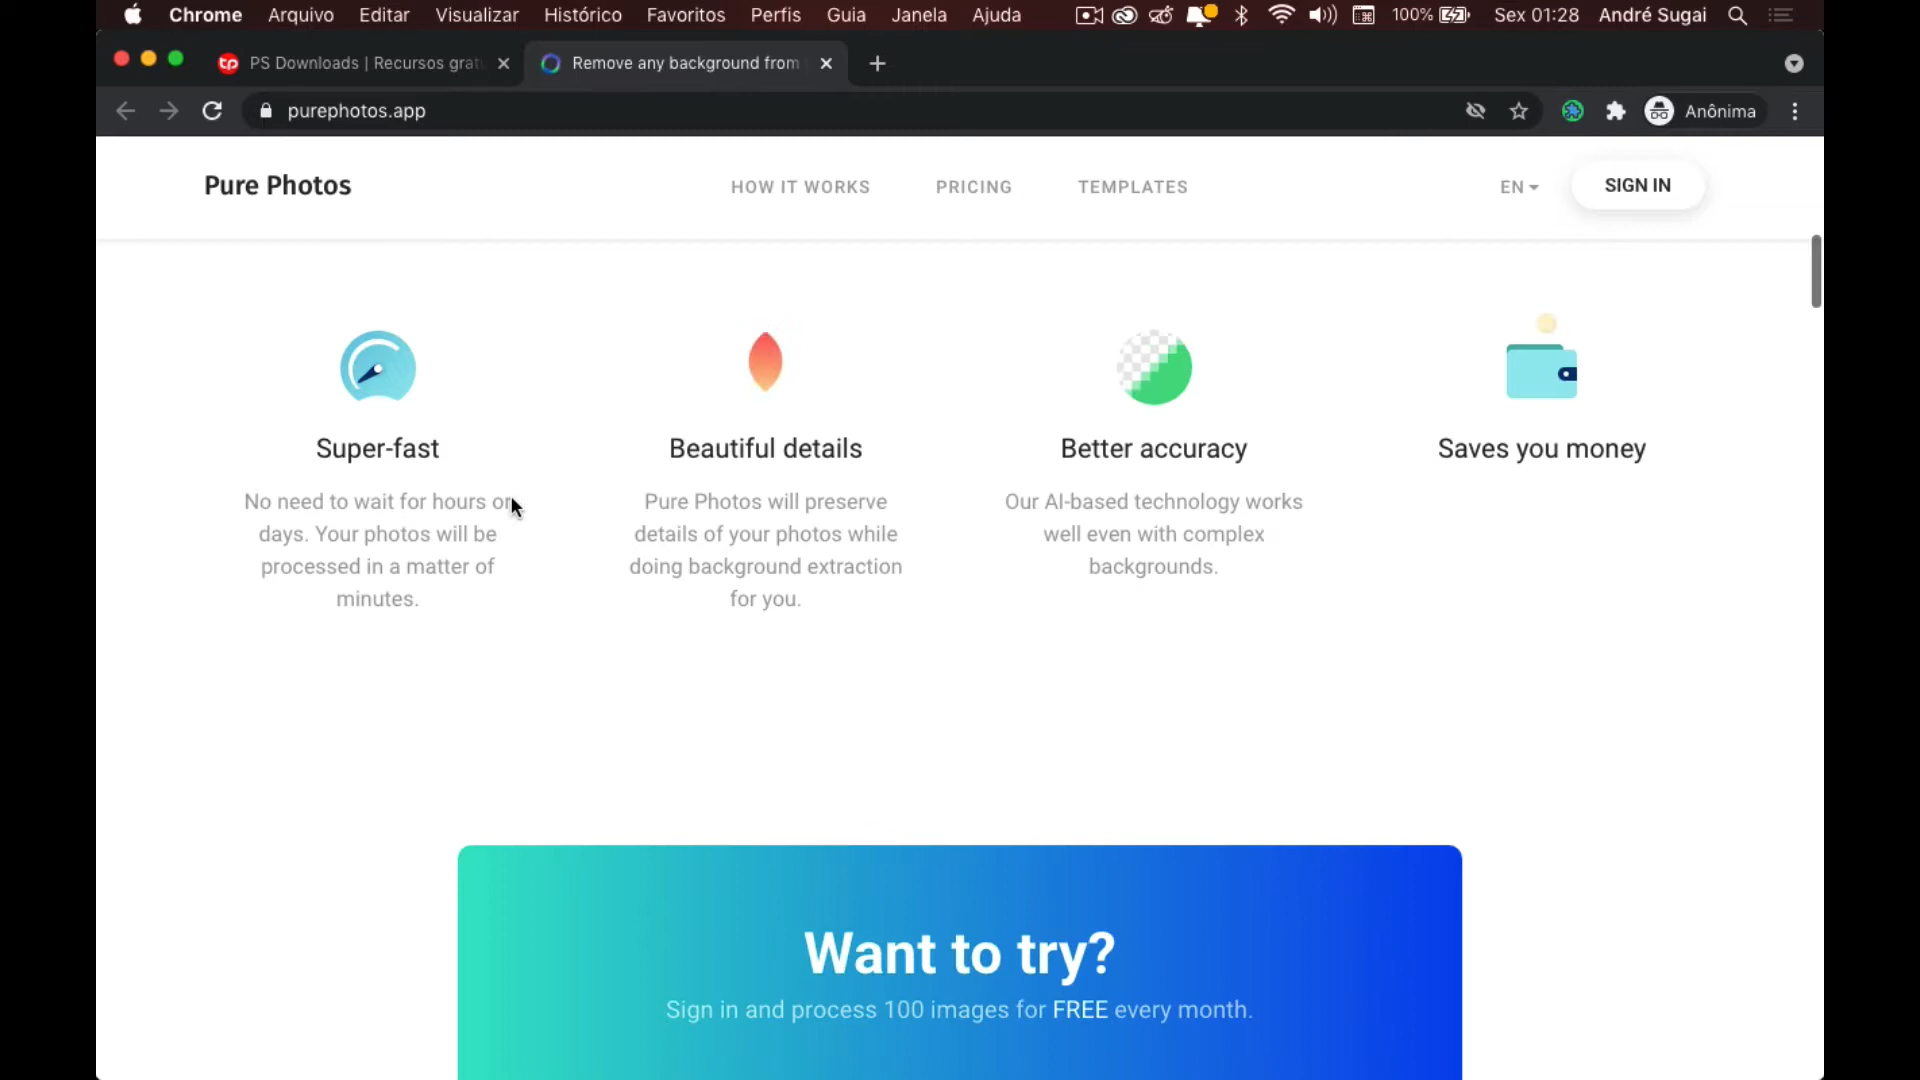 Chrome Arquivo Editar Visualizar Histórico Favoritos Perfis Guia Janela Ajuda 100% Sex 01:28 André Sugai
tp PS Downloads | Recursos grat Remove any background from
purephotos.app Anônima
Pure Photos HOW IT WORKS PRICING TEMPLATES EN SIGN IN
Super-fast
No need to wait for hours or
days. Your photos will be
processed in a matter of
minutes.
Beautiful details
Pure Photos will preserve
details of your photos while
doing background extraction
for you.
Better accuracy
Our AI-based technology works
well even with complex
backgrounds.
Saves you money
Want to try?
Sign in and process 100 images for FREE every month.